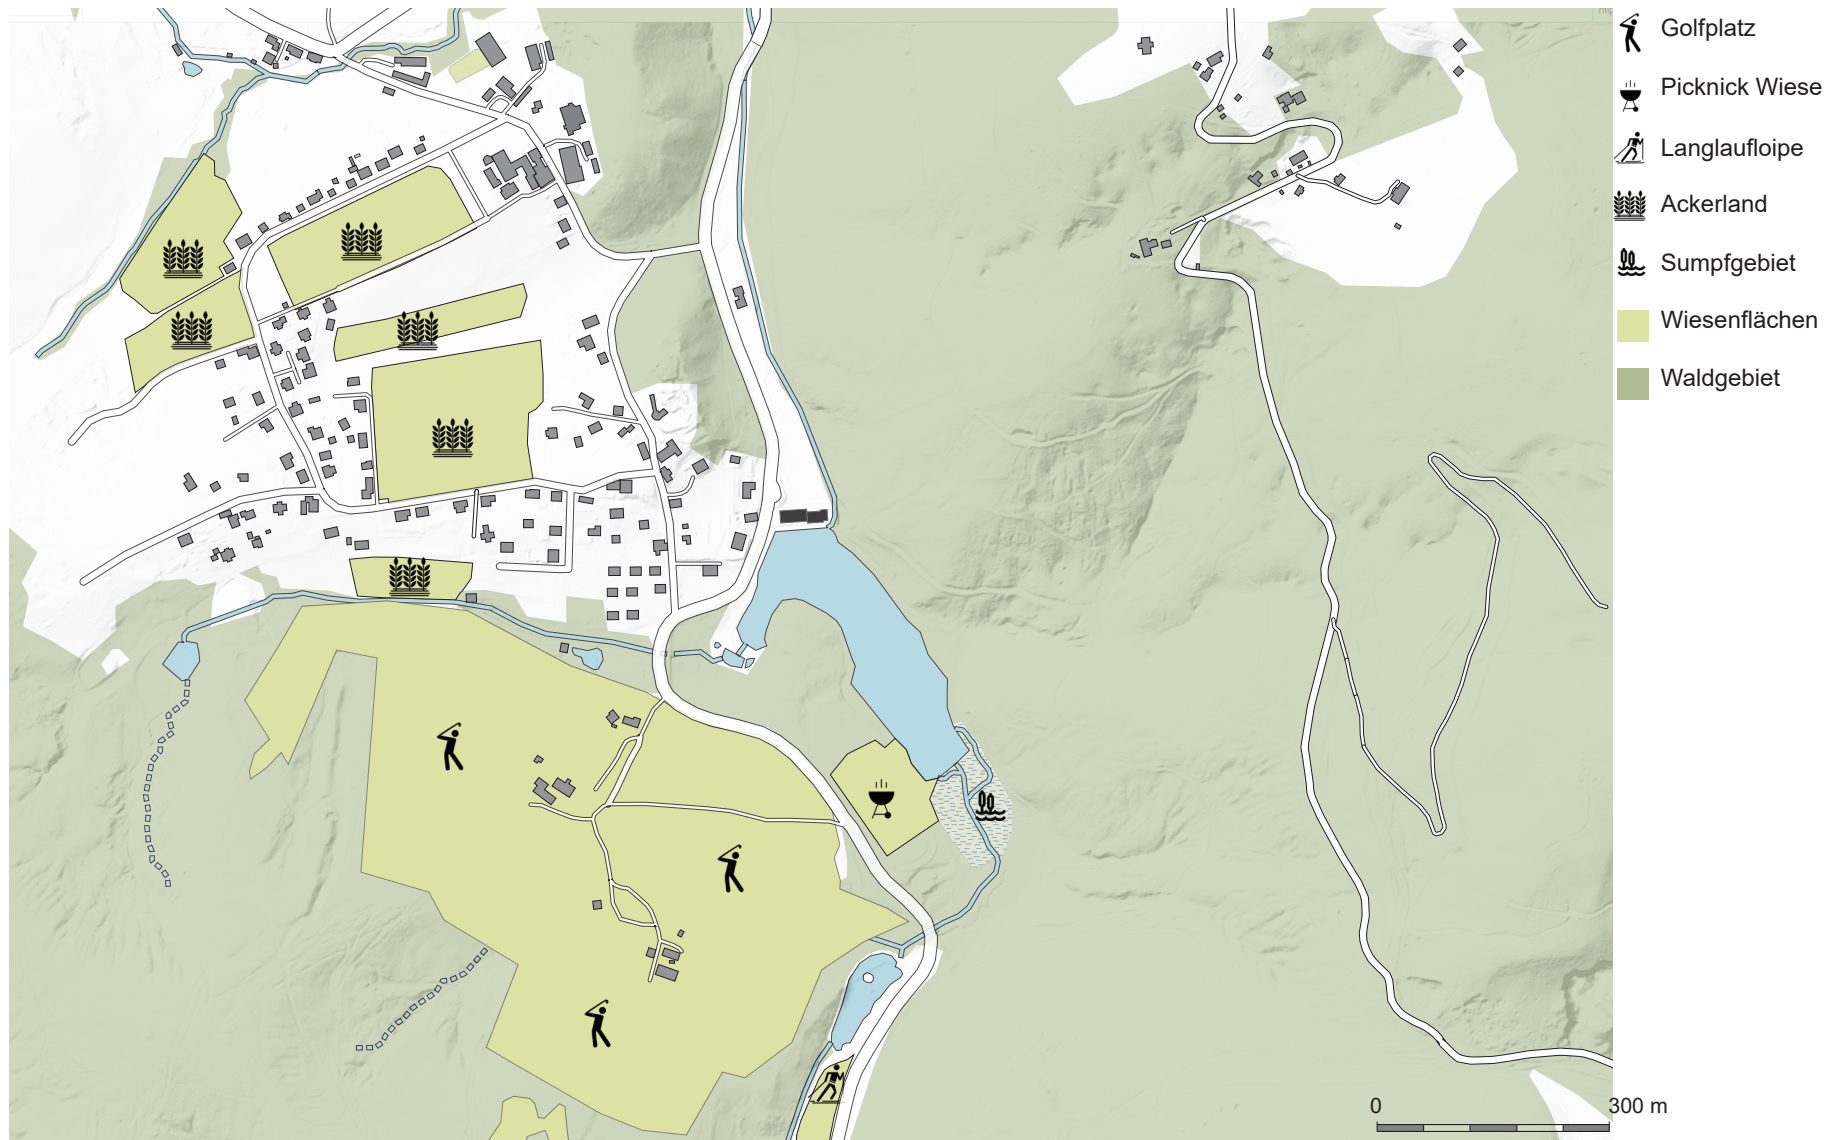 Golfplatz
Picknick Wiese
Langlaufloipe
Ackerland
Sumpfgebiet
Wiesenflächen
Waldgebiet
0 300 m